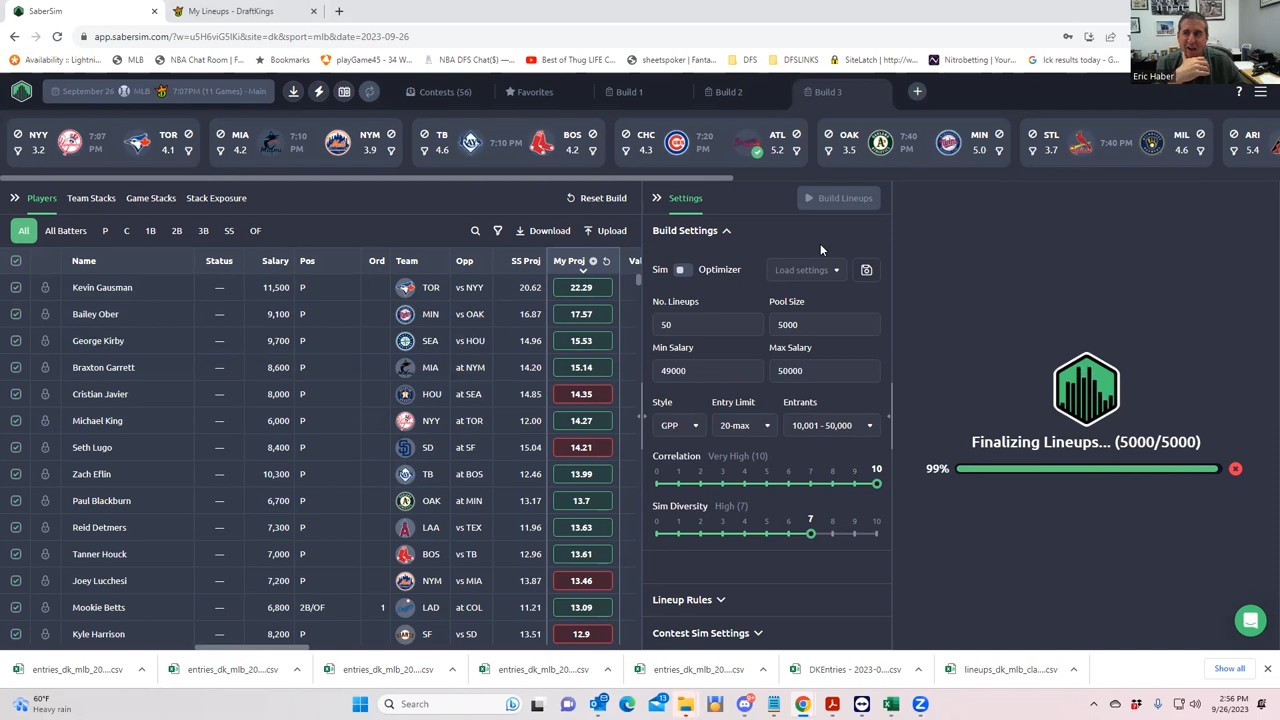 SaberSim
My Lineups - DraftKings
app.sabersim.com/?w=u5H6viG5lKi&site=dk&sport=mlb&date=2023-09-26
Availability :: Lightnin...
MLB
NBA Chat Room | F...
Bookmarks
playGame45 - 34 W...
NBA DFS Chat($) —...
Best of Thug LIFE C...
sheetspoker | Fanta...
DFS
DFSLINKS
SiteLatch | http://w...
Nitrobetting | Your...
lck results today - G...
Eric Haber
September 26 MLB 7:07PM (11 Games) - Main
Contests (56)
Favorites
Build 1
Build 2
Build 3
NYY 3.2 7:07 PM TOR 4.1
MIA 4.2 7:10 PM NYM 3.9
TB 4.6 7:10 PM BOS 4.2
CHC 4.3 7:20 PM ATL 5.2
OAK 3.5 7:40 PM MIN 5.0
STL 3.7 7:40 PM MIL 4.6
ARI 5.4
Players Team Stacks Game Stacks Stack Exposure Reset Build
All All Batters P C 1B 2B 3B SS OF Download Upload
Name Status Salary Pos Ord Team Opp SS Proj My Proj Val
Kevin Gausman — 11,500 P TOR vs NYY 20.62 22.29
Bailey Ober — 9,100 P MIN vs OAK 16.87 17.57
George Kirby — 9,700 P SEA vs HOU 14.96 15.53
Braxton Garrett — 8,600 P MIA at NYM 14.20 15.14
Cristian Javier — 8,000 P HOU at SEA 14.85 14.35
Michael King — 6,000 P NYY at TOR 12.00 14.27
Seth Lugo — 8,400 P SD at SF 15.04 14.21
Zach Eflin — 10,300 P TB at BOS 12.46 13.99
Paul Blackburn — 6,700 P OAK at MIN 13.17 13.7
Reid Detmers — 7,300 P LAA vs TEX 11.96 13.63
Tanner Houck — 7,000 P BOS vs TB 12.96 13.61
Joey Lucchesi — 7,200 P NYM vs MIA 13.87 13.46
Mookie Betts — 6,800 2B/OF 1 LAD at COL 11.21 13.09
Kyle Harrison — 8,200 P SF vs SD 13.51 12.9
Settings
Build Lineups
Build Settings
Sim Optimizer Load settings
No. Lineups Pool Size
50 5000
Min Salary Max Salary
49000 50000
Style Entry Limit Entrants
GPP 20-max 10,001 - 50,000
Correlation Very High (10)
0 1 2 3 4 5 6 7 8 9 10
Sim Diversity High (7)
0 1 2 3 4 5 6 7 8 9 10
Lineup Rules
Contest Sim Settings
Finalizing Lineups... (5000/5000)
99%
entries_dk_mlb_20....csv
entries_dk_mlb_20....csv
entries_dk_mlb_20....csv
entries_dk_mlb_20....csv
entries_dk_mlb_20....csv
DKEntries - 2023-0....csv
lineups_dk_mlb_cla....csv
Show all
60°F
Heavy rain
Search
2:56 PM
9/26/2023